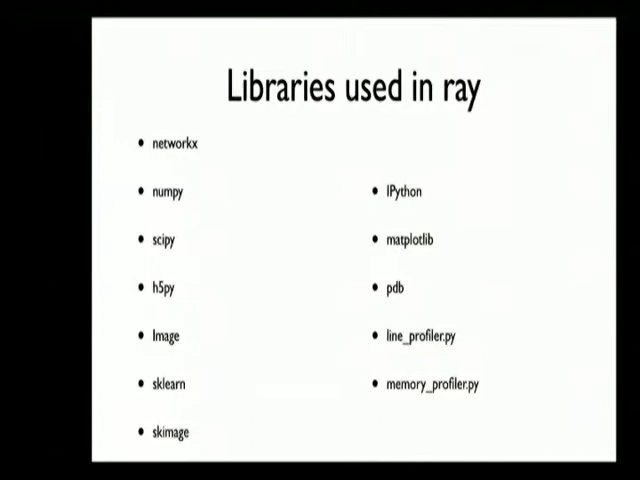 Libraries used in ray
networkx
numpy
scipy
h5py
Image
sklearn
skimage
IPython
matplotlib
pdb
line_profiler.py
memory_profiler.py